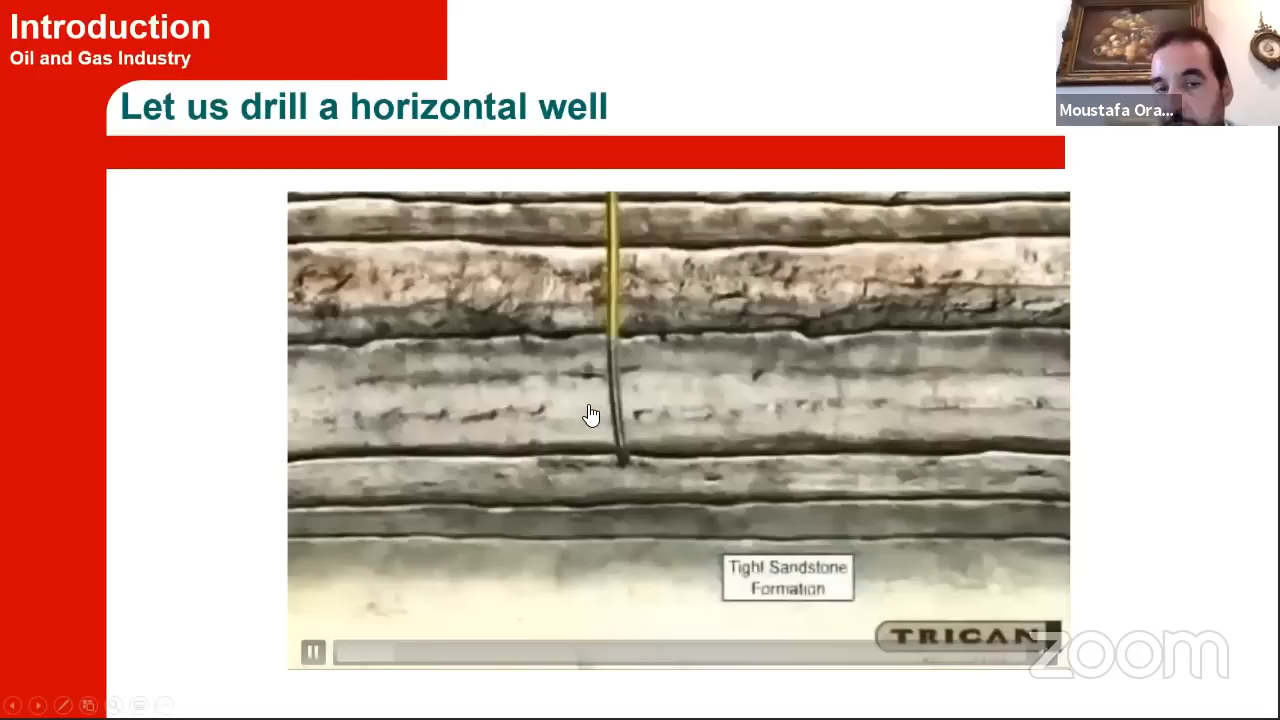 Introduction
Oil and Gas Industry
Let us drill a horizontal well
Moustafa Ora...
Tight Sandstone
Formation
TRICAN
zoom